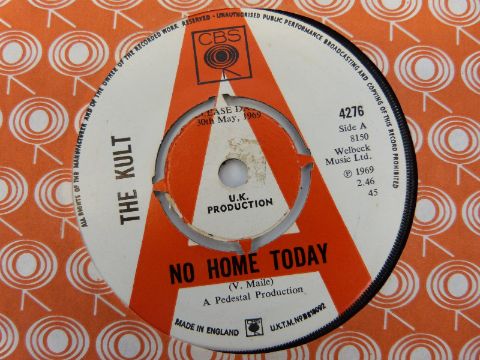 ALL RIGHTS OF THE MANUFACTURER AND OF THE OWNER OF THE RECORDED WORK RESERVED - UNAUTHORISED PUBLIC PERFORMANCE BROADCASTING AND COPYING OF THIS RECORD PROHIBITED
CBS
30th May, 1969
4276
Side A
8150
Welbeck
Music Ltd.
℗ 1969
2.46
45
THE KULT
U.K.
PRODUCTION
NO HOME TODAY
(V. Maile)
A Pedestal Production
MADE IN ENGLAND
U.K.T.M. Nº